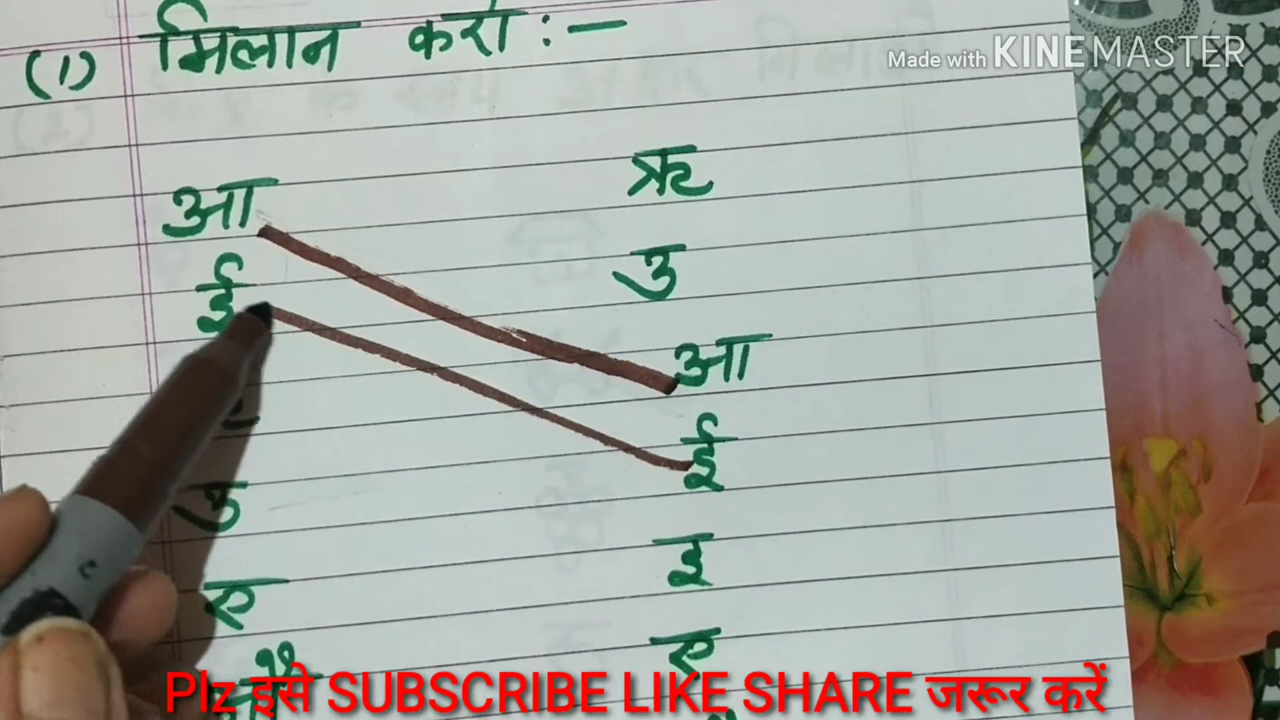 (1) मिलान करो :-
Made with KINEMASTER
आ ऋ
ई उ
आ
ई
उ
इ
रु
रु
Plz इसे SUBSCRIBE LIKE SHARE जरूर करें